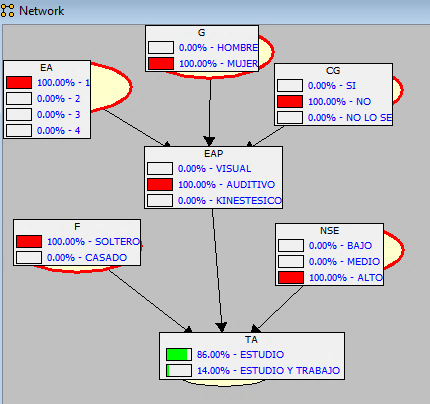 Network
G
0.00% - HOMBRE
100.00% - MUJER
EA
100.00% - 1
0.00% - 2
0.00% - 3
0.00% - 4
CG
0.00% - SI
100.00% - NO
0.00% - NO LO SE
EAP
0.00% - VISUAL
100.00% - AUDITIVO
0.00% - KINESTESICO
F
100.00% - SOLTERO
0.00% - CASADO
NSE
0.00% - BAJO
0.00% - MEDIO
100.00% - ALTO
TA
86.00% - ESTUDIO
14.00% - ESTUDIO Y TRABAJO